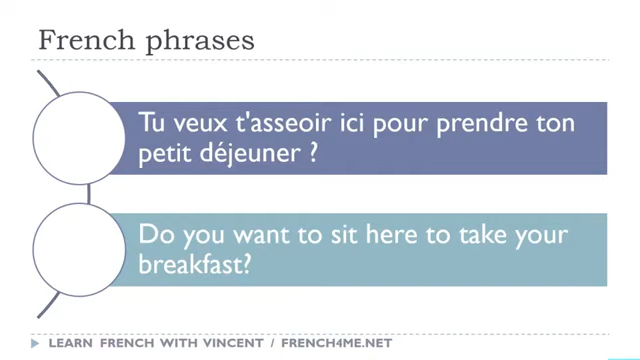 French phrases
Tu veux t'asseoir ici pour prendre ton
petit déjeuner ?
Do you want to sit here to take your
breakfast?
LEARN FRENCH WITH VINCENT / FRENCH4ME.NET